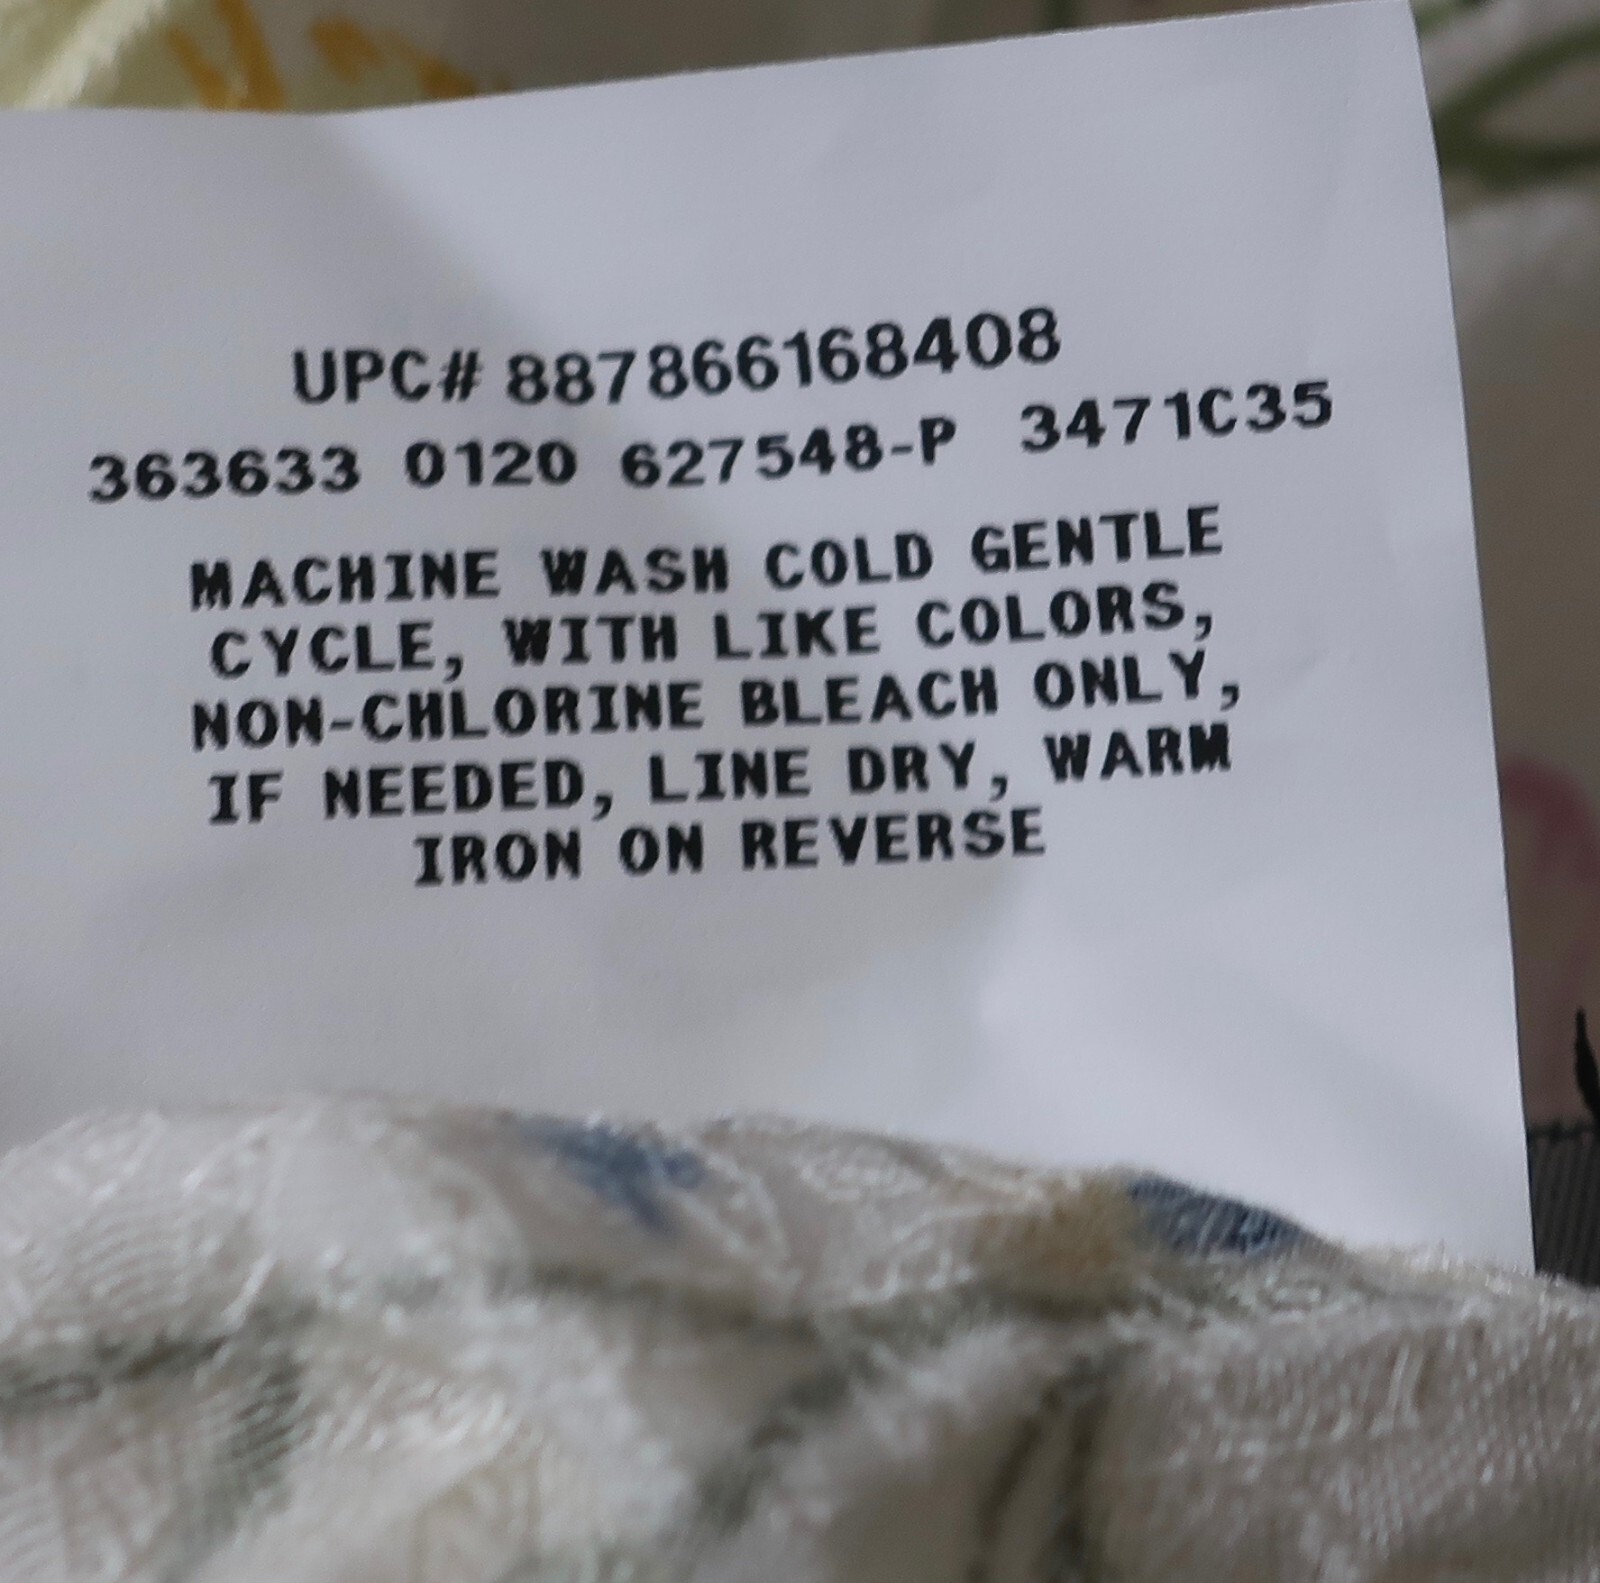 UPC# 887866168408
363633 0120 627548-P 3471C35
MACHINE WASH COLD GENTLE
CYCLE, WITH LIKE COLORS,
NON-CHLORINE BLEACH ONLY,
IF NEEDED, LINE DRY, WARM
IRON ON REVERSE